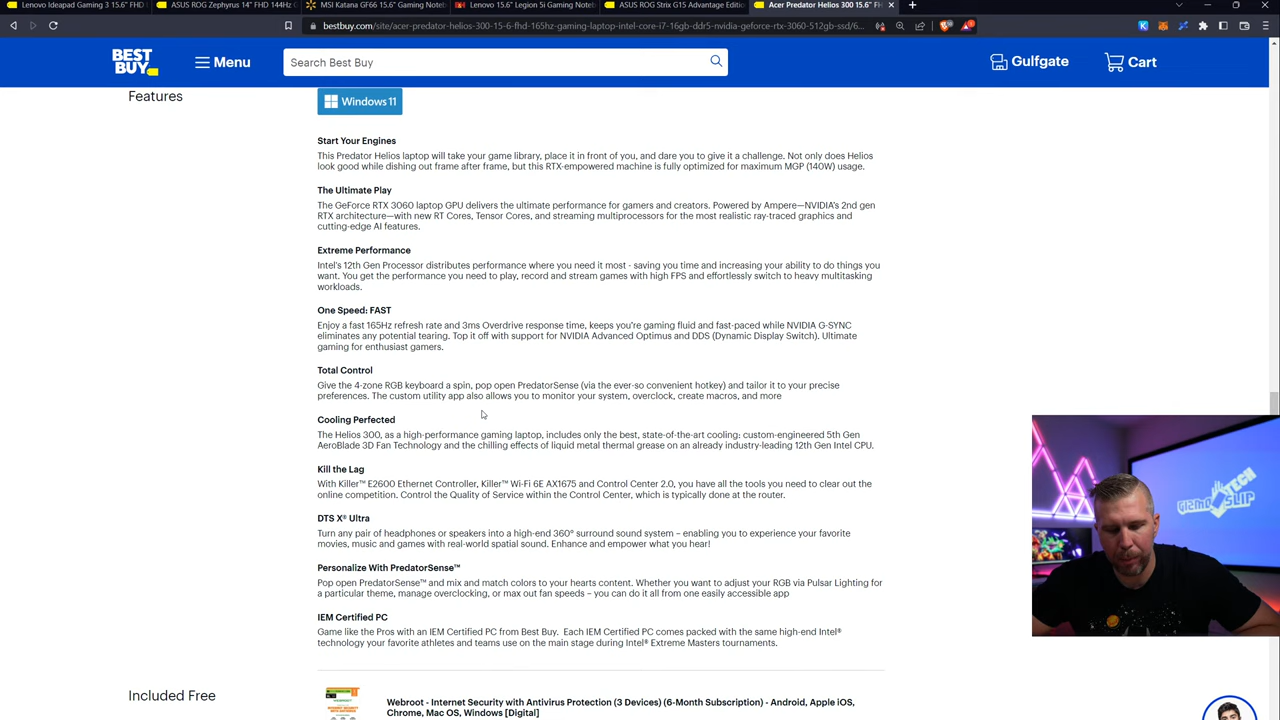 Lenovo Ideapad Gaming 3 15.6" FHD
ASUS ROG Zephyrus 14" FHD 144Hz
MSI Katana GF66 15.6" Gaming Noteb
Lenovo 15.6" Legion 5i Gaming Noteb
ASUS ROG Strix G15 Advantage Editio
Acer Predator Helios 300 15.6" FH
bestbuy.com/site/acer-predator-helios-300-15-6-fhd-165hz-gaming-laptop-intel-core-i7-16gb-ddr5-nvidia-geforce-rtx-3060-512gb-ssd/6...
BEST BUY
Menu
Search Best Buy
Gulfgate
Cart
Features
Windows 11
Start Your Engines
This Predator Helios laptop will take your game library, place it in front of you, and dare you to give it a challenge. Not only does Helios
look good while dishing out frame after frame, but this RTX-empowered machine is fully optimized for maximum MGP (140W) usage.
The Ultimate Play
The GeForce RTX 3060 laptop GPU delivers the ultimate performance for gamers and creators. Powered by Ampere—NVIDIA's 2nd gen
RTX architecture—with new RT Cores, Tensor Cores, and streaming multiprocessors for the most realistic ray-traced graphics and
cutting-edge AI features.
Extreme Performance
Intel's 12th Gen Processor distributes performance where you need it most - saving you time and increasing your ability to do things you
want. You get the performance you need to play, record and stream games with high FPS and effortlessly switch to heavy multitasking
workloads.
One Speed: FAST
Enjoy a fast 165Hz refresh rate and 3ms Overdrive response time, keeps you're gaming fluid and fast-paced while NVIDIA G-SYNC
eliminates any potential tearing. Top it off with support for NVIDIA Advanced Optimus and DDS (Dynamic Display Switch). Ultimate
gaming for enthusiast gamers.
Total Control
Give the 4-zone RGB keyboard a spin, pop open PredatorSense (via the ever-so convenient hotkey) and tailor it to your precise
preferences. The custom utility app also allows you to monitor your system, overclock, create macros, and more
Cooling Perfected
The Helios 300, as a high-performance gaming laptop, includes only the best, state-of-the-art cooling: custom-engineered 5th Gen
AeroBlade 3D Fan Technology and the chilling effects of liquid metal thermal grease on an already industry-leading 12th Gen Intel CPU.
Kill the Lag
With Killer™ E2600 Ethernet Controller, Killer™ Wi-Fi 6E AX1675 and Control Center 2.0, you have all the tools you need to clear out the
online competition. Control the Quality of Service within the Control Center, which is typically done at the router.
DTS X® Ultra
Turn any pair of headphones or speakers into a high-end 360° surround sound system – enabling you to experience your favorite
movies, music and games with real-world spatial sound. Enhance and empower what you hear!
Personalize With PredatorSense™
Pop open PredatorSense™ and mix and match colors to your hearts content. Whether you want to adjust your RGB via Pulsar Lighting for
a particular theme, manage overclocking, or max out fan speeds – you can do it all from one easily accessible app
IEM Certified PC
Game like the Pros with an IEM Certified PC from Best Buy. Each IEM Certified PC comes packed with the same high-end Intel®
technology your favorite athletes and teams use on the main stage during Intel® Extreme Masters tournaments.
GIZMO SLIP TECH
Included Free
Webroot - Internet Security with Antivirus Protection (3 Devices) (6-Month Subscription) - Android, Apple iOS,
Chrome, Mac OS, Windows [Digital]